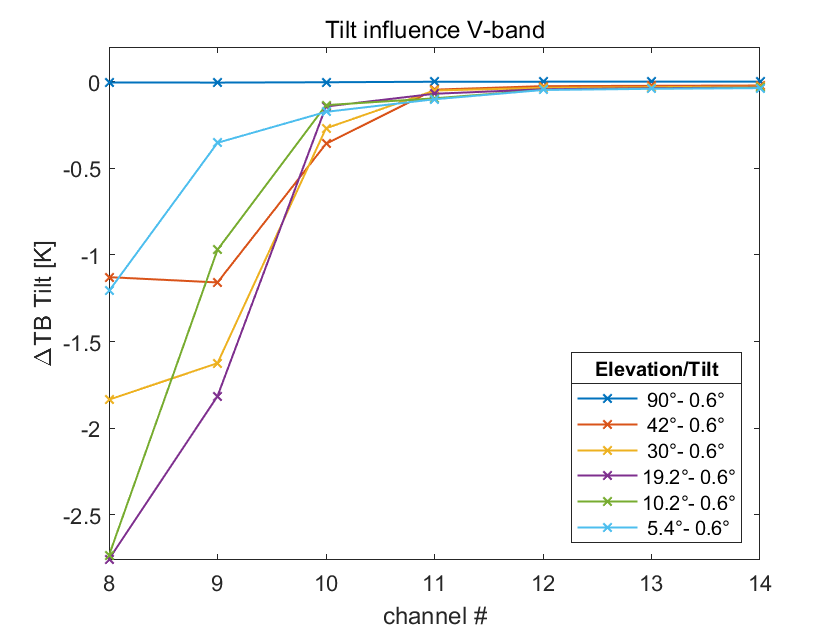 Tilt influence V-band
0
-0.5
-1
-1.5
-2
-2.5
ΔTB Tilt [K]
8 9 10 11 12 13 14
channel #
Elevation/Tilt
90°- 0.6°
42°- 0.6°
30°- 0.6°
19.2°- 0.6°
10.2°- 0.6°
5.4°- 0.6°